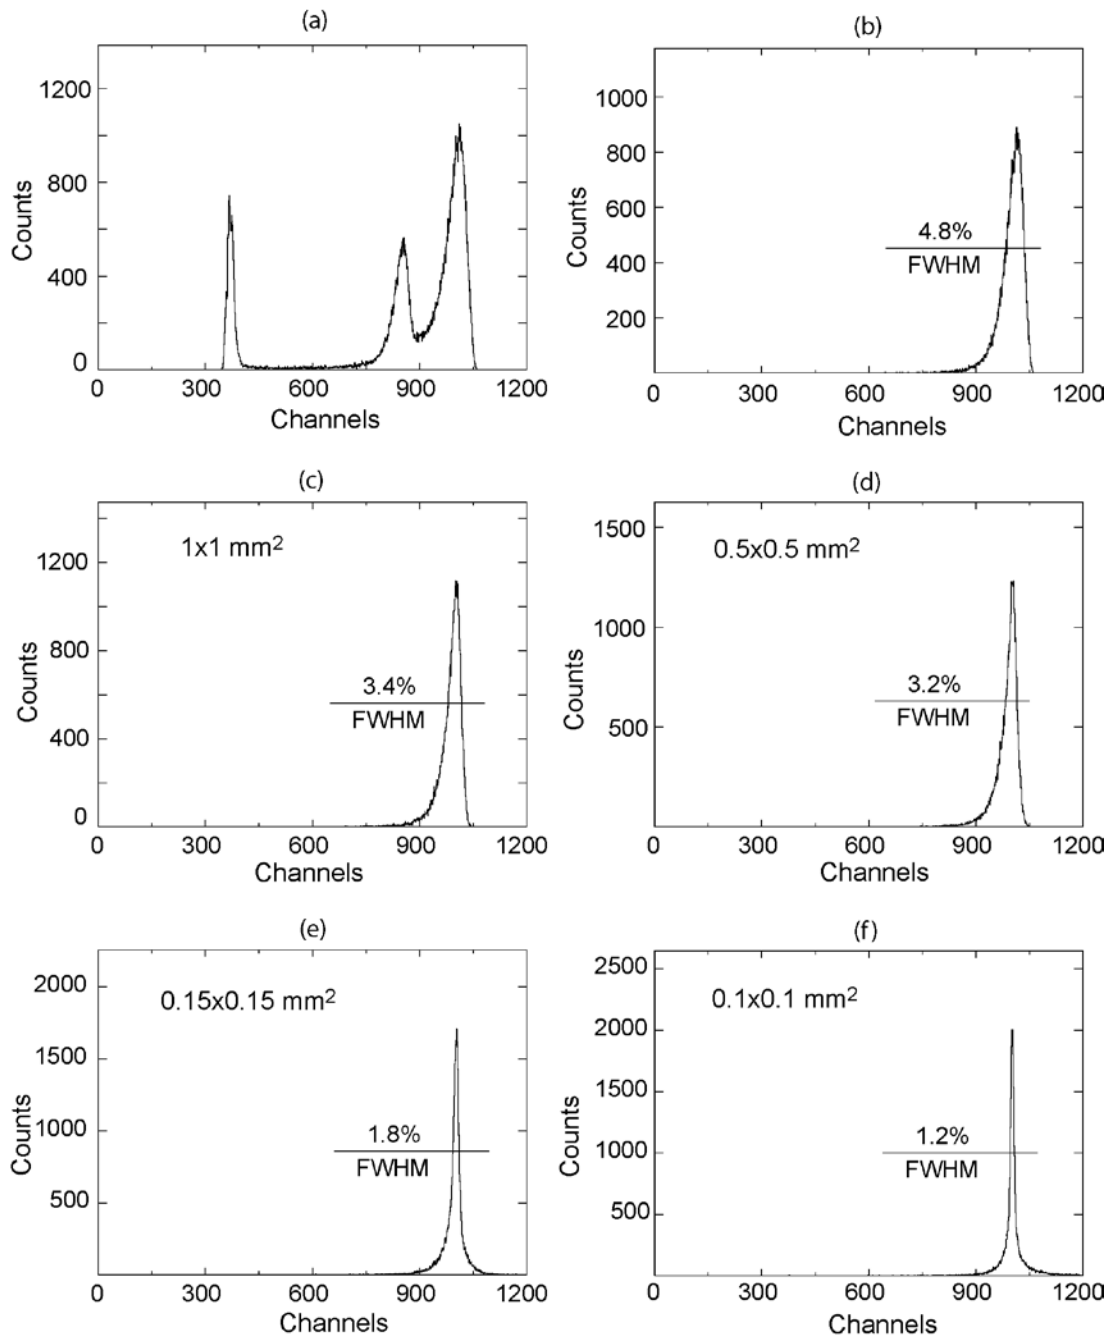 (a)
1200
800
400
0
Counts
0 300 600 900 1200
Channels
(b)
1000
800
600
400
200
Counts
4.8%
FWHM
0 300 600 900 1200
Channels
(c)
1x1 mm²
1200
800
400
0
Counts
3.4%
FWHM
0 300 600 900 1200
Channels
(d)
0.5x0.5 mm²
1500
1000
500
Counts
3.2%
FWHM
0 300 600 900 1200
Channels
(e)
0.15x0.15 mm²
2000
1500
1000
500
Counts
1.8%
FWHM
0 300 600 900 1200
Channels
(f)
0.1x0.1 mm²
2500
2000
1500
1000
500
Counts
1.2%
FWHM
0 300 600 900 1200
Channels